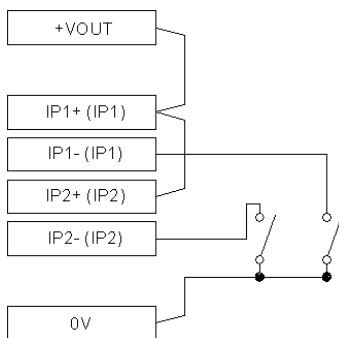 +VOUT
IP1+ (IP1)
IP1- (IP1)
IP2+ (IP2)
IP2- (IP2)
0V